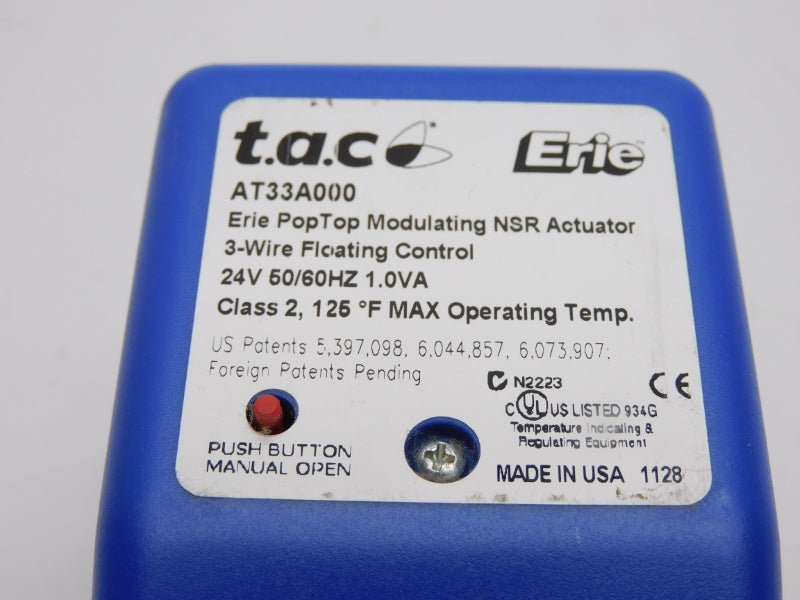 t.a.c
Erie™
AT33A000
Erie PopTop Modulating NSR Actuator
3-Wire Floating Control
24V 50/60HZ 1.0VA
Class 2, 125 °F MAX Operating Temp.
US Patents 5,397,098, 6,044,857, 6,073,907;
Foreign Patents Pending
N2223
CE
C UL US LISTED 934G
Temperature Indicating &
Regulating Equipment
PUSH BUTTON
MANUAL OPEN
MADE IN USA 1128